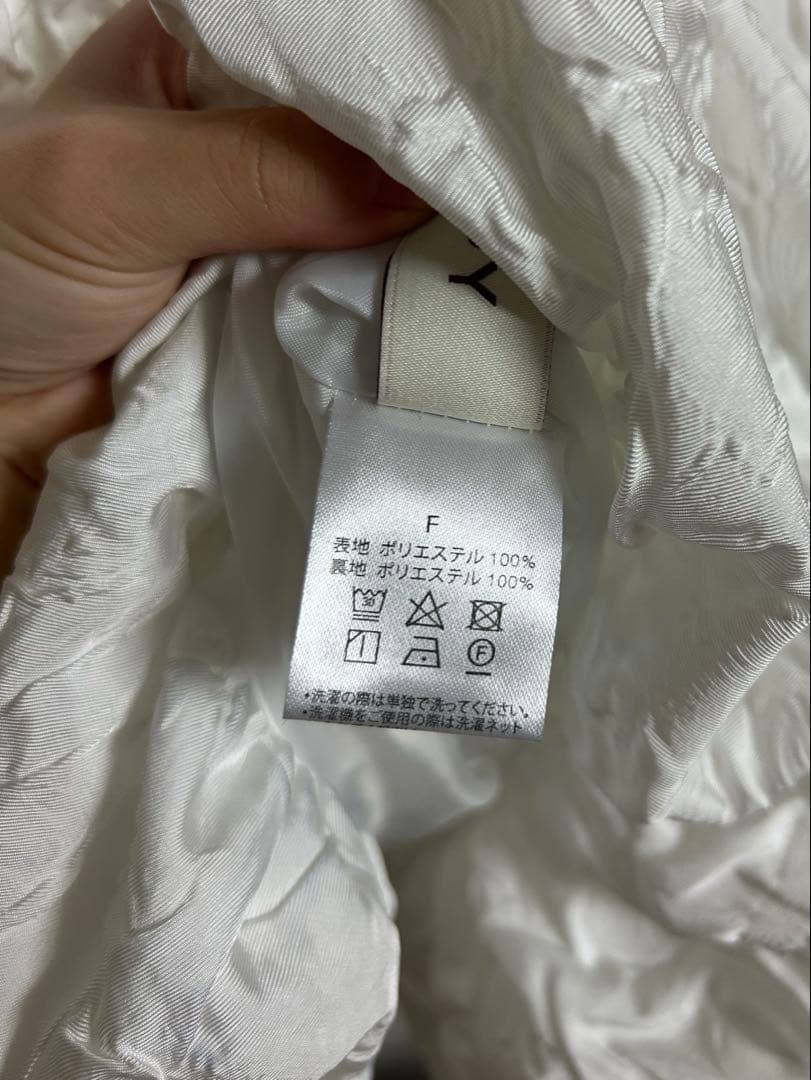 Y
F
表地 ポリエステル 100%
裏地 ポリエステル 100%
30
F
・洗濯の際は単独で洗ってください。
・洗濯機をご使用の際は洗濯ネット